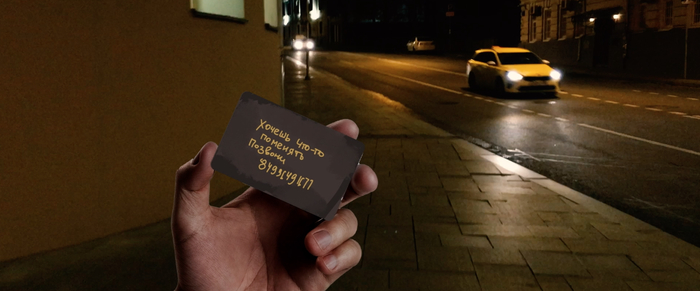 Хочешь что-то
поменять
Позвони